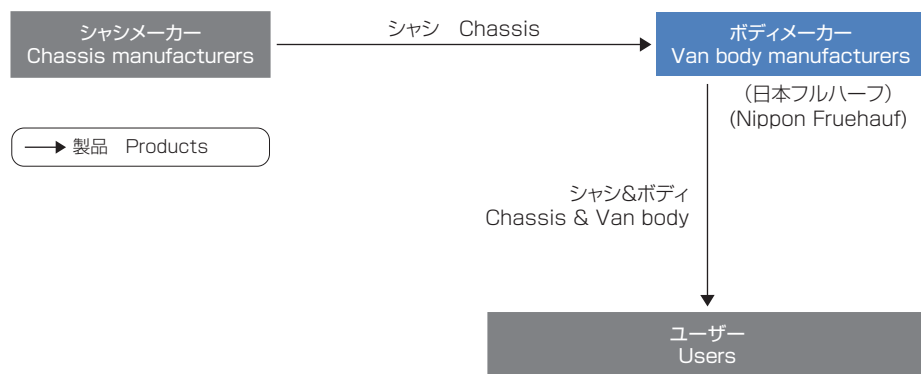 シャシメーカー
Chassis manufacturers
シャシ　Chassis
ボディメーカー
Van body manufacturers
（日本フルハーフ）
(Nippon Fruehauf)
製品　Products
シャシ&ボディ
Chassis & Van body
ユーザー
Users